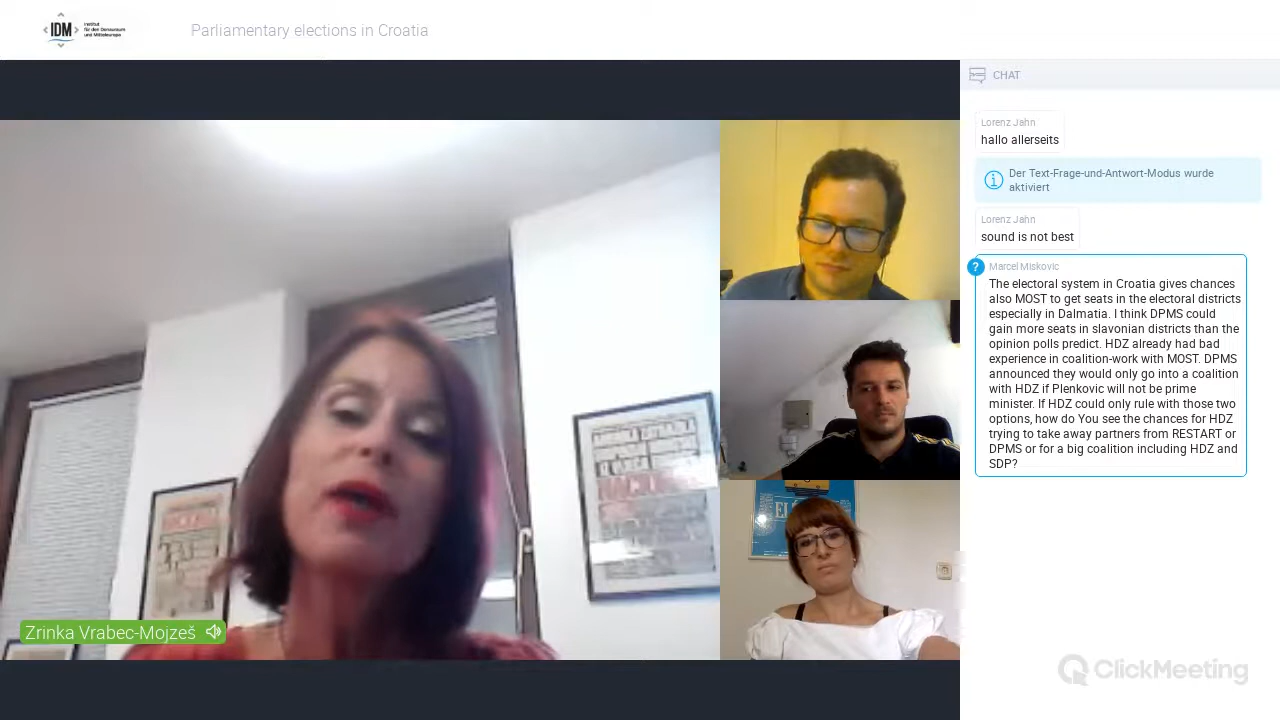 IDM
Institut
für den Donauraum
und Mitteleuropa
Parliamentary elections in Croatia
CHAT
Lorenz Jahn
hallo allerseits
Der Text-Frage-und-Antwort-Modus wurde
aktiviert
Lorenz Jahn
sound is not best
?
Marcel Miskovic
The electoral system in Croatia gives chances
also MOST to get seats in the electoral districts
especially in Dalmatia. I think DPMS could
gain more seats in slavonian districts than the
opinion polls predict. HDZ already had bad
experience in coalition-work with MOST. DPMS
announced they would only go into a coalition
with HDZ if Plenkovic will not be prime
minister. If HDZ could only rule with those two
options, how do You see the chances for HDZ
trying to take away partners from RESTART or
DPMS or for a big coalition including HDZ and
SDP?
Zrinka Vrabec-Mojzeš
ClickMeeting